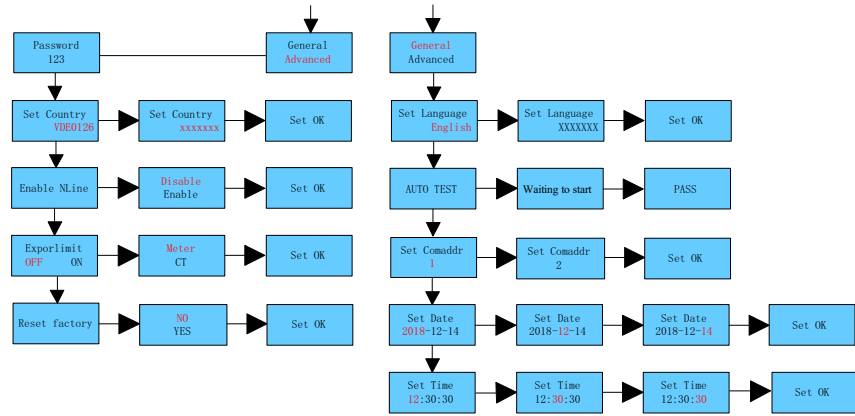 Password
123
General
Advanced
Set Country
VDE0126
Set Country
xxxxxxx
Set OK
Enable NLine
Disable
Enable
Set OK
Exporlimit
OFF ON
Meter
CT
Set OK
Reset factory
NO
YES
Set OK
General
Advanced
Set Language
English
Set Language
XXXXXXX
Set OK
AUTO TEST
Waiting to start
PASS
Set Comaddr
1
Set Comaddr
2
Set OK
Set Date
2018-12-14
Set Date
2018-12-14
Set Date
2018-12-14
Set OK
Set Time
12:30:30
Set Time
12:30:30
Set Time
12:30:30
Set OK